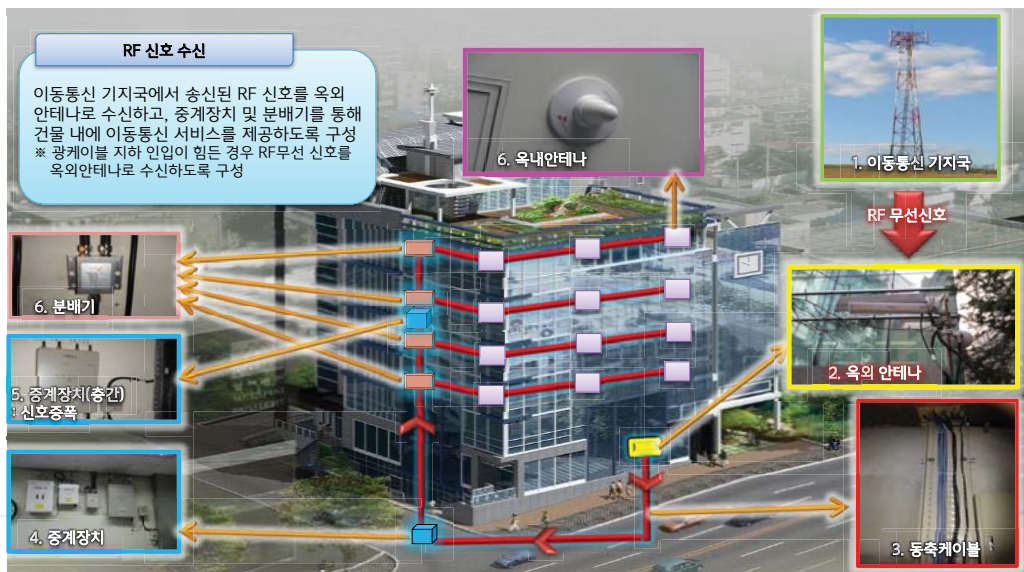 RF 신호 수신
이동통신 기지국에서 송신된 RF 신호를 옥외
안테나로 수신하고, 중계장치 및 분배기를 통해
건물 내에 이동통신 서비스를 제공하도록 구성
※ 광케이블 지하 인입이 힘든 경우 RF무선 신호를
옥외안테나로 수신하도록 구성
6. 옥내안테나
1. 이동통신 기지국
RF 무선신호
6. 분배기
2. 옥외 안테나
5. 중계장치(층간)
: 신호증폭
4. 중계장치
3. 동축케이블